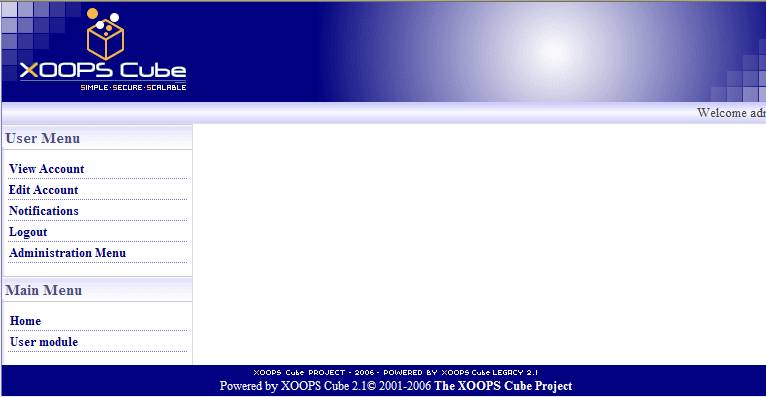 XOOPS Cube
SIMPLE·SECURE·SCALABLE
Welcome
User Menu
View Account
Edit Account
Notifications
Logout
Administration Menu
Main Menu
Home
User module
XOOPS Cube PROJECT · 2006 · POWERED BY XOOPS Cube LEGACY 2.1
Powered by XOOPS Cube 2.1© 2001-2006 The XOOPS Cube Project